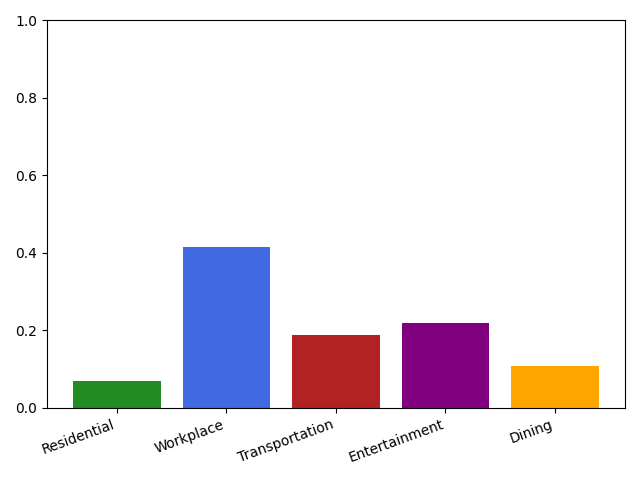 1.0
0.8
0.6
0.4
0.2
0.0
Residential
Workplace
Transportation
Entertainment
Dining